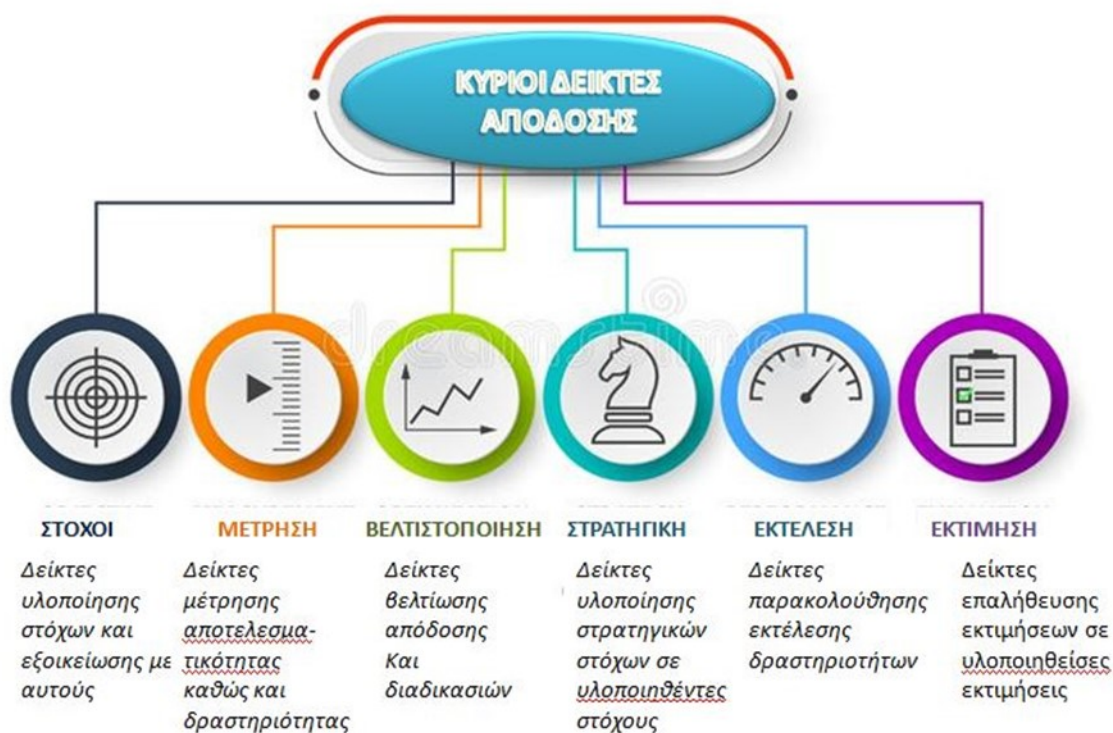 ΚΥΡΙΟΙ ΔΕΙΚΤΕΣ
ΑΠΟΔΟΣΗΣ
dreamstime
ΣΤΟΧΟΙ
Δείκτες
υλοποίησης
στόχων και
εξοικείωσης με
αυτούς
ΜΕΤΡΗΣΗ
Δείκτες
μέτρησης
αποτελεσμα-
τικότητας
καθώς και
δραστηριότητας
ΒΕΛΤΙΣΤΟΠΟΙΗΣΗ
Δείκτες
βελτίωσης
απόδοσης
Και
διαδικασιών
ΣΤΡΑΤΗΓΙΚΗ
Δείκτες
υλοποίησης
στρατηγικών
στόχων σε
υλοποιηθέντες
στόχους
ΕΚΤΕΛΕΣΗ
Δείκτες
παρακολούθησης
εκτέλεσης
δραστηριοτήτων
ΕΚΤΙΜΗΣΗ
Δείκτες
επαλήθευσης
εκτιμήσεων σε
υλοποιηθείσες
εκτιμήσεις